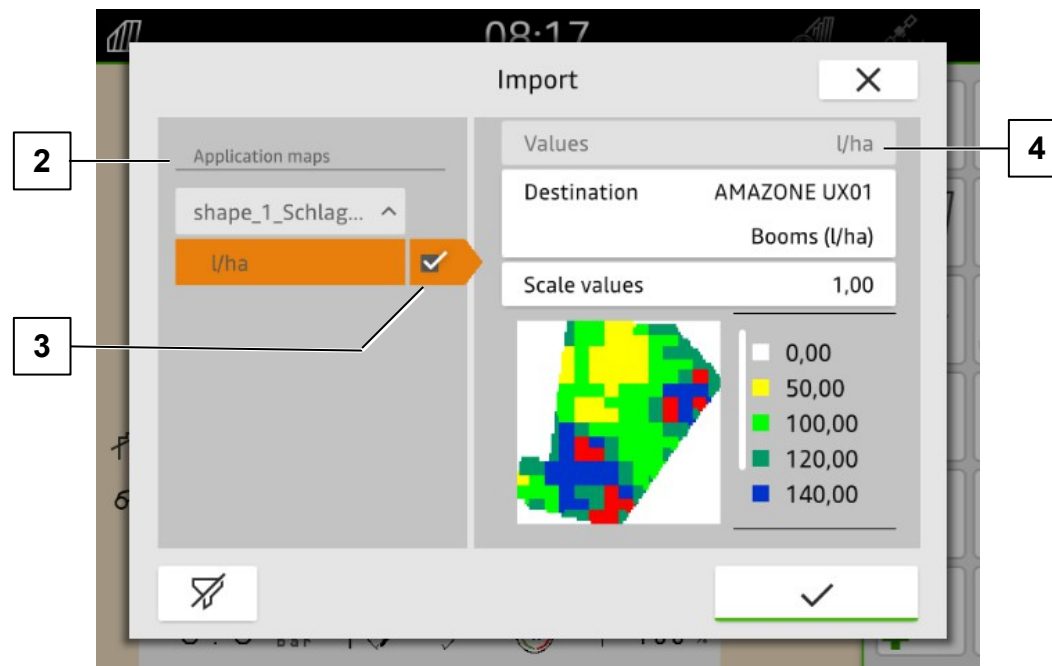 08:17
Import
2
Application maps
shape_1_Schlag...
l/ha
3
Values l/ha
4
Destination AMAZONE UX01
Booms (l/ha)
Scale values 1,00
0,00
50,00
100,00
120,00
140,00